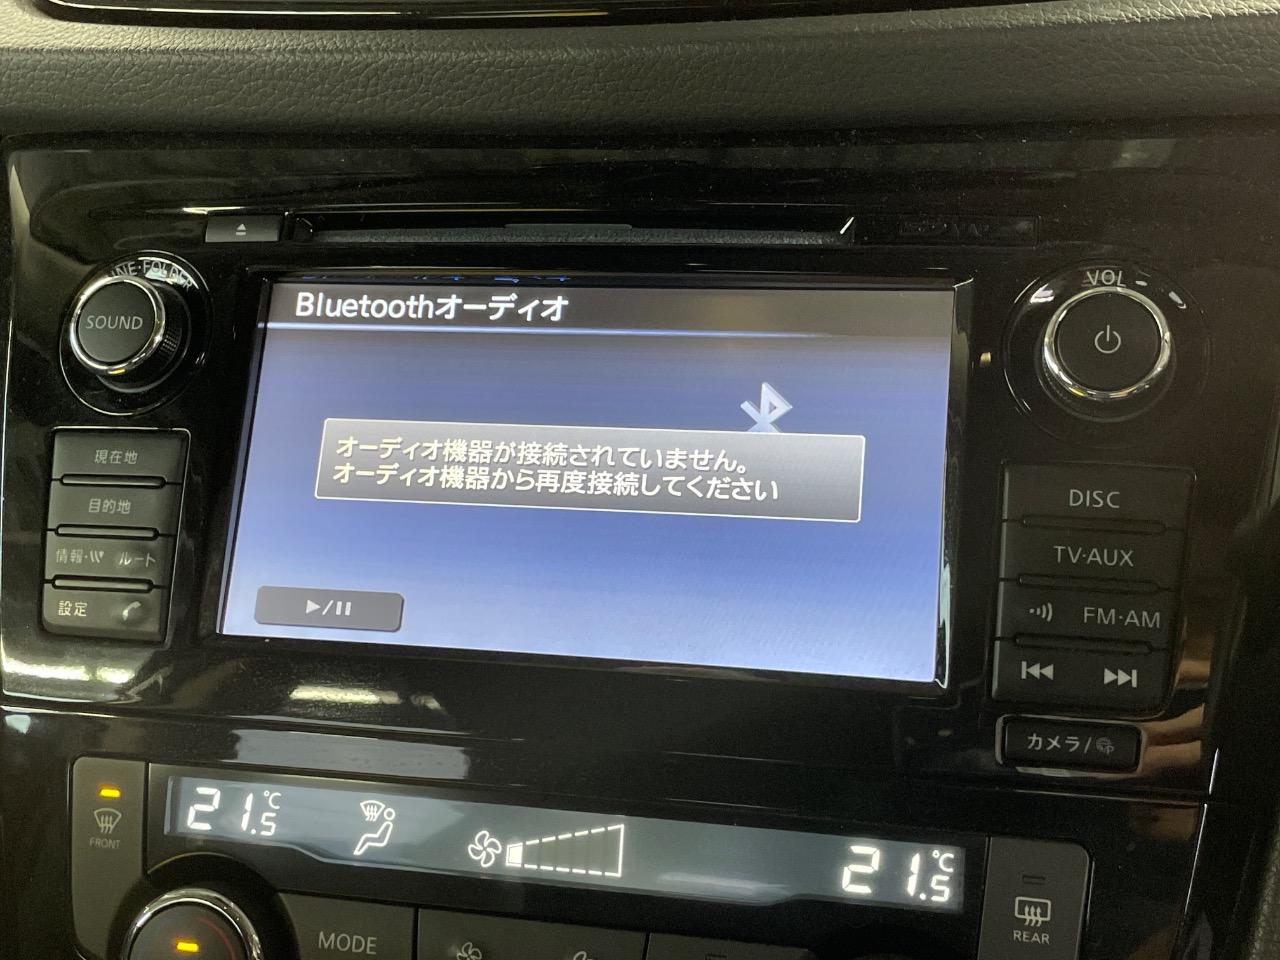 SOUND
VOL
Bluetoothオーディオ
オーディオ機器が接続されていません。
オーディオ機器から再度接続してください
現在地
目的地
情報・ ルート
設定
DISC
TV・AUX
FM・AM
カメラ/
21.5℃
21.5℃
FRONT
MODE
REAR